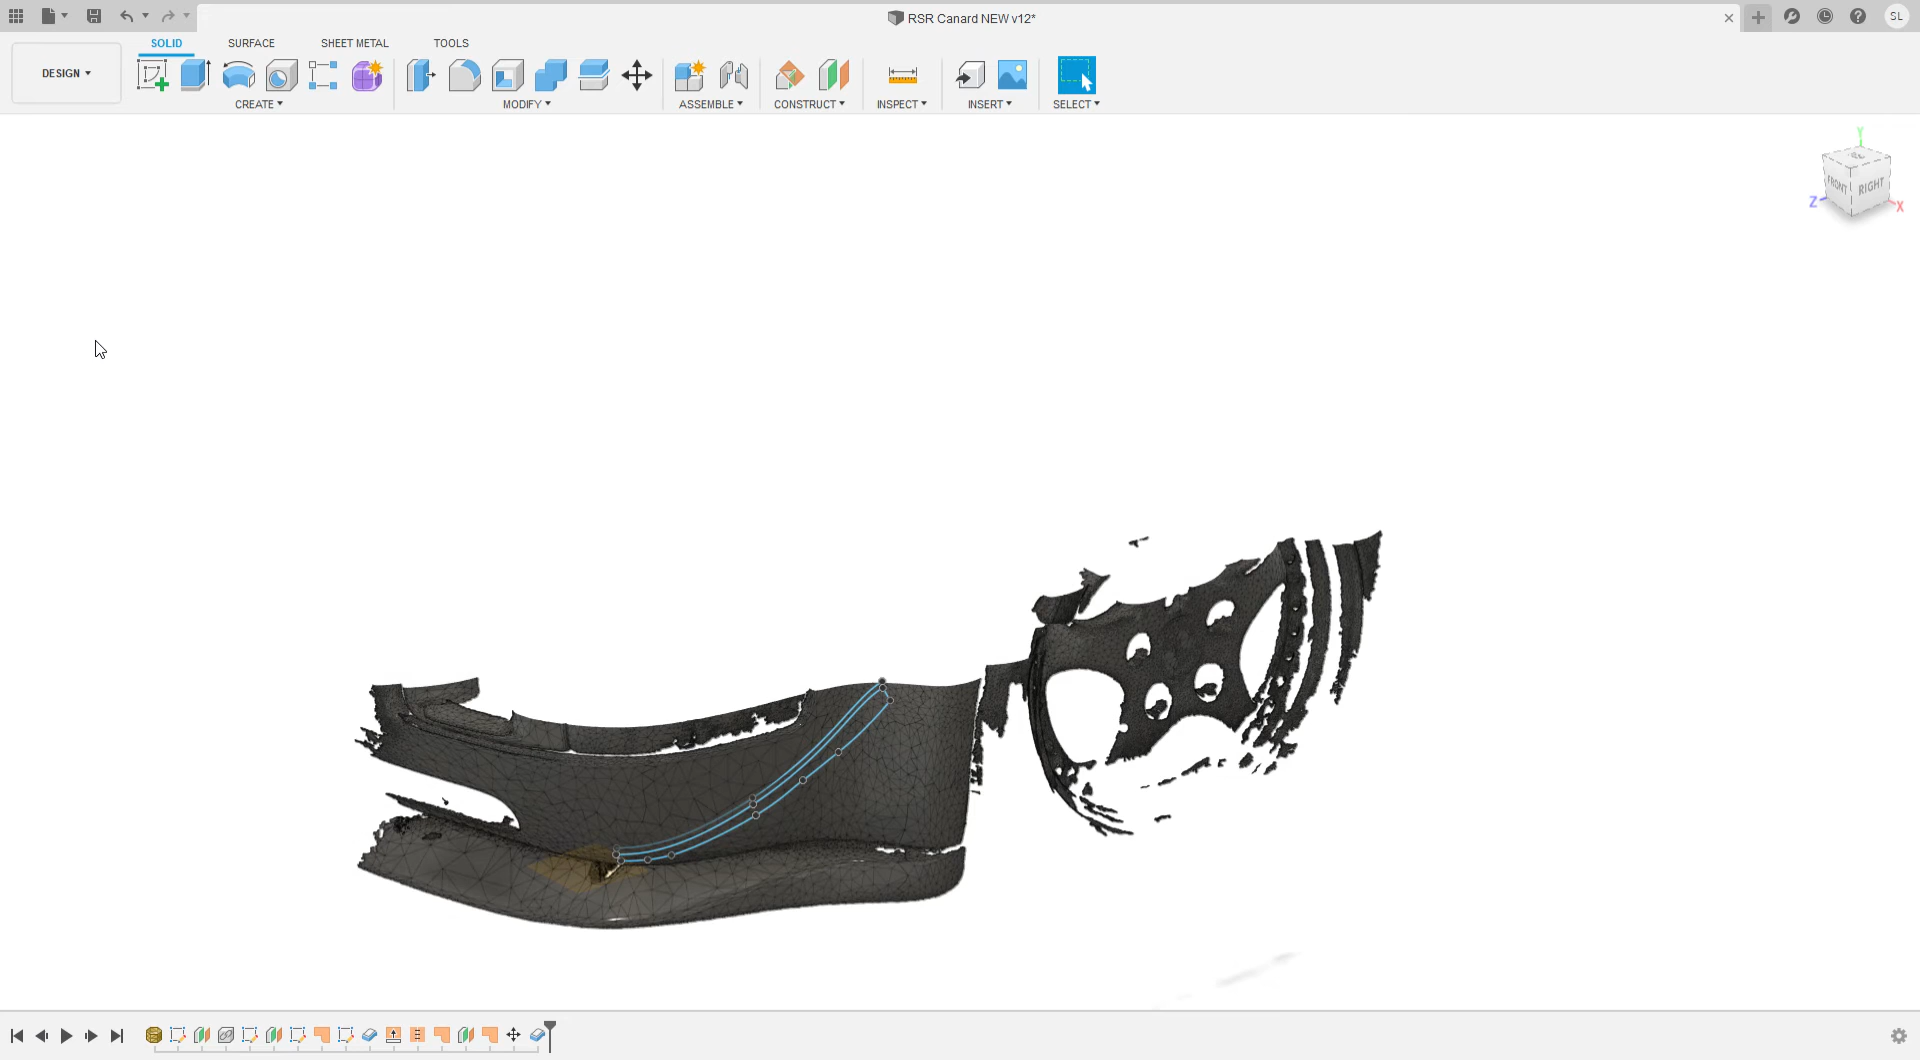 RSR Canard NEW v12*
SL
SOLID
SURFACE
SHEET METAL
TOOLS
DESIGN
CREATE
MODIFY
ASSEMBLE
CONSTRUCT
INSPECT
INSERT
SELECT
Y
FRONT
RIGHT
Z
X